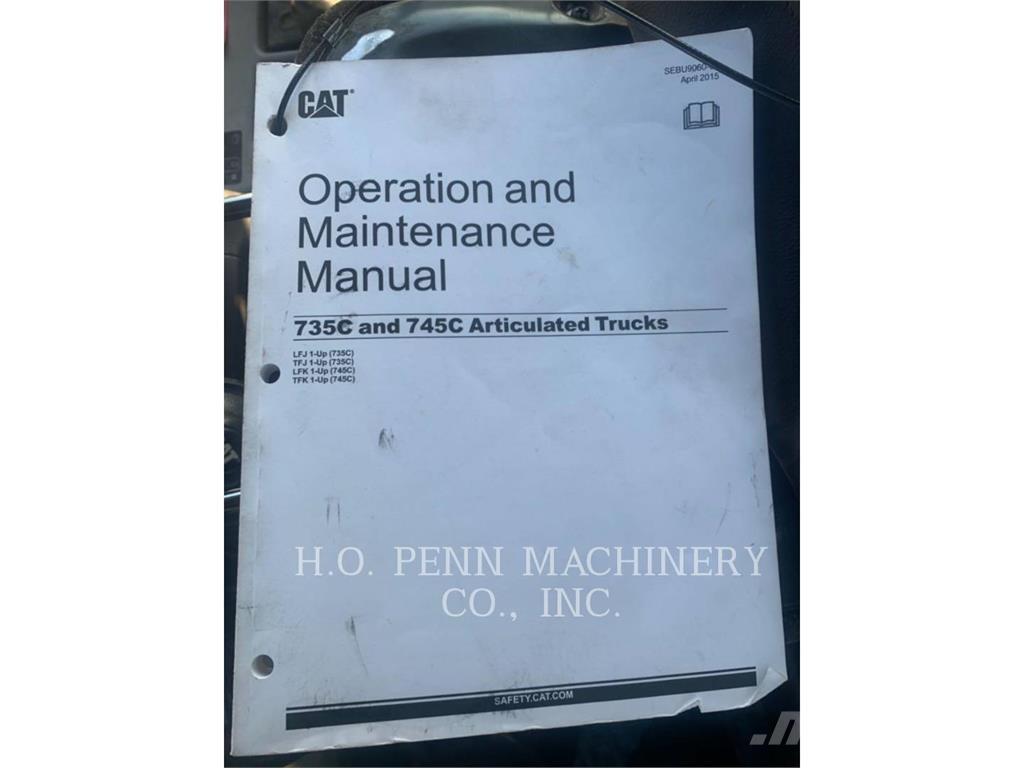 SEBU9060-
April 2015
CAT
Operation and
Maintenance
Manual
735C and 745C Articulated Trucks
LFJ 1-Up (735C)
TFJ 1-Up (735C)
LFK 1-Up (745C)
TFK 1-Up (745C)
H.O. PENN MACHINERY
CO., INC.
SAFETY.CAT.COM